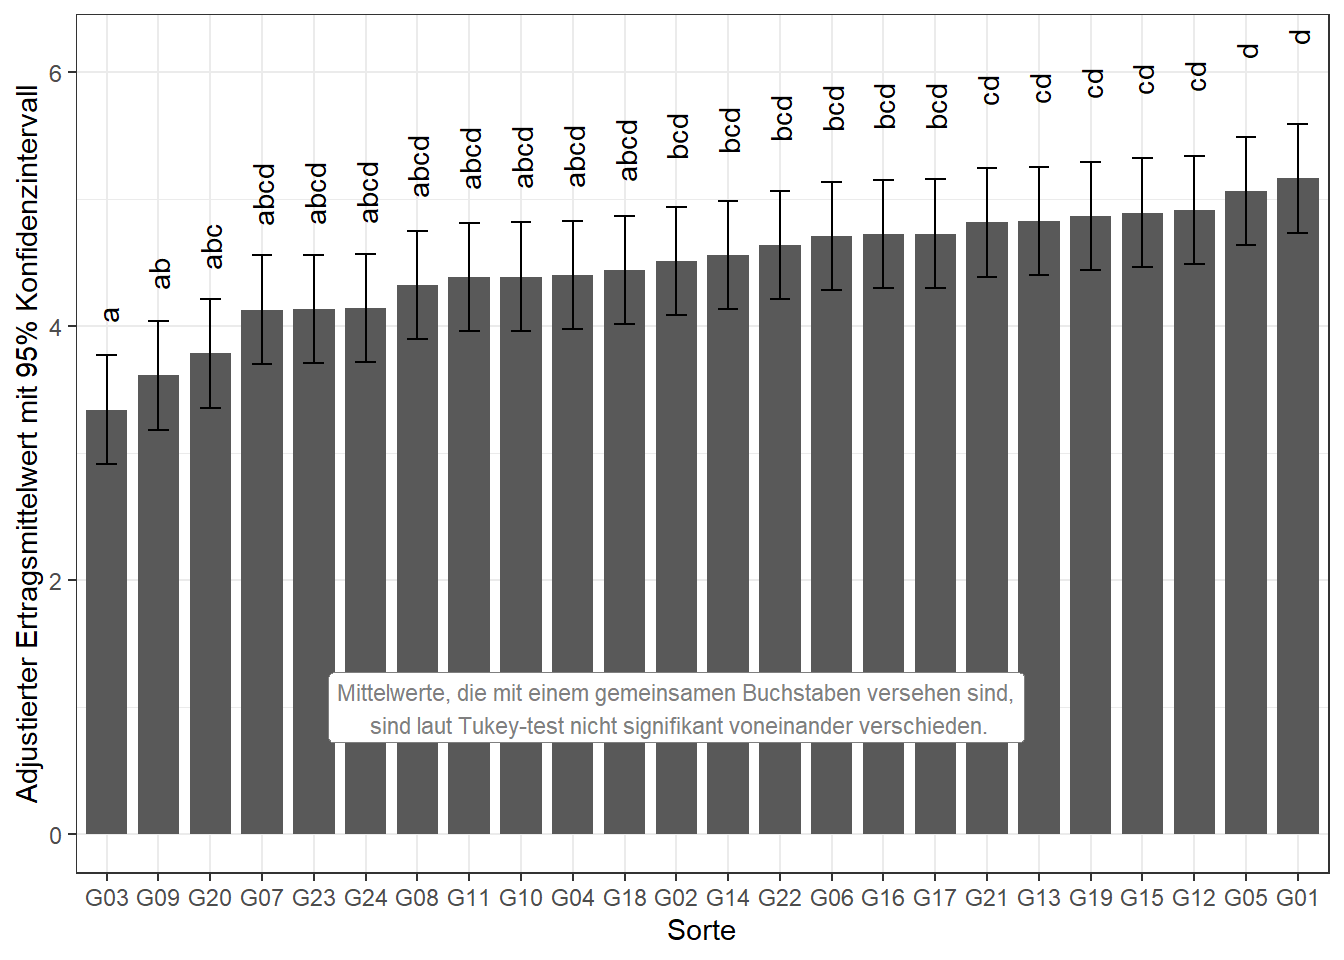 Adjustierter Ertragsmittelwert mit 95% Konfidenzintervall
6
4
2
0
a
ab
abc
abcd
abcd
abcd
abcd
abcd
abcd
abcd
abcd
bcd
bcd
bcd
bcd
bcd
bcd
cd
cd
cd
cd
cd
d
d
Mittelwerte, die mit einem gemeinsamen Buchstaben versehen sind,
sind laut Tukey-test nicht signifikant voneinander verschieden.
G03 G09 G20 G07 G23 G24 G08 G11 G10 G04 G18 G02 G14 G22 G06 G16 G17 G21 G13 G19 G15 G12 G05 G01
Sorte